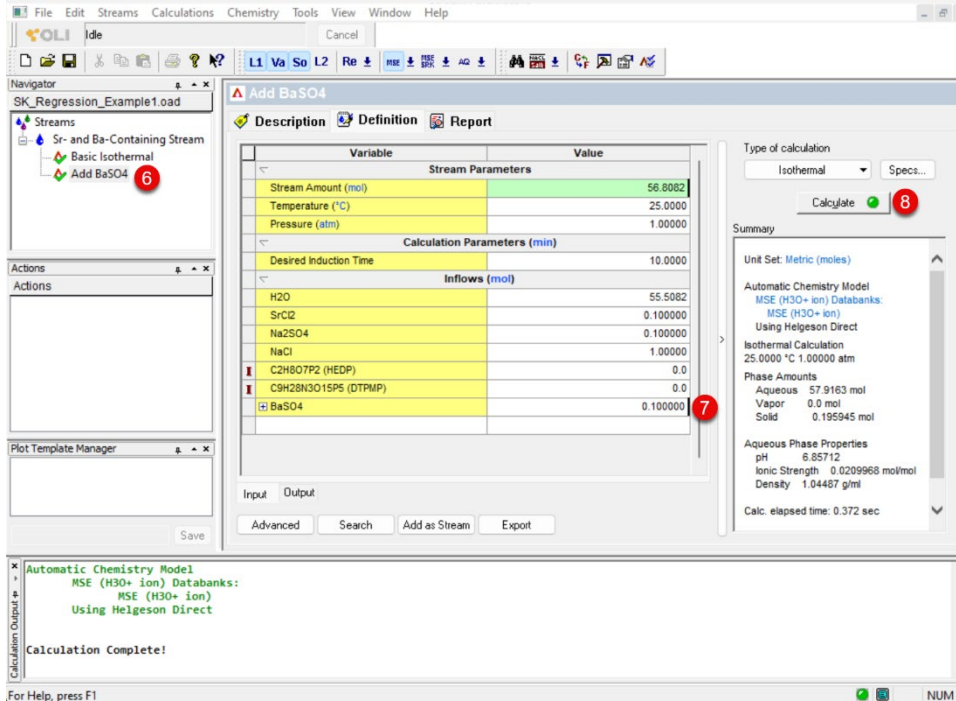 File Edit Streams Calculations Chemistry Tools View Window Help
OLI Idle Cancel
L1 Va So L2 Re MSE MSE SRK AQ
Navigator
SK_Regression_Example1.oad
Streams
Sr- and Ba-Containing Stream
Basic Isothermal
Add BaSO4 6
Actions
Actions
Plot Template Manager
Save
Add BaSO4
Description Definition Report
Variable Value
Stream Parameters
Stream Amount (mol) 56.8082
Temperature (°C) 25.0000
Pressure (atm) 1.00000
Calculation Parameters (min)
Desired Induction Time 10.0000
Inflows (mol)
H2O 55.5082
SrCl2 0.100000
Na2SO4 0.100000
NaCl 1.00000
I C2H8O7P2 (HEDP) 0.0
I C9H28N3O15P5 (DTPMP) 0.0
BaSO4 0.100000 7
Input Output
Advanced Search Add as Stream Export
Type of calculation
Isothermal Specs...
Calculate 8
Summary
Unit Set: Metric (moles)
Automatic Chemistry Model
MSE (H3O+ ion) Databanks:
MSE (H3O+ ion)
Using Helgeson Direct
Isothermal Calculation
25.0000 °C 1.00000 atm
Phase Amounts
Aqueous 57.9163 mol
Vapor 0.0 mol
Solid 0.195945 mol
Aqueous Phase Properties
pH 6.85712
Ionic Strength 0.0209968 mol/mol
Density 1.04487 g/ml
Calc. elapsed time: 0.372 sec
Calculation Output
Automatic Chemistry Model
MSE (H3O+ ion) Databanks:
MSE (H3O+ ion)
Using Helgeson Direct
Calculation Complete!
For Help, press F1 NUM